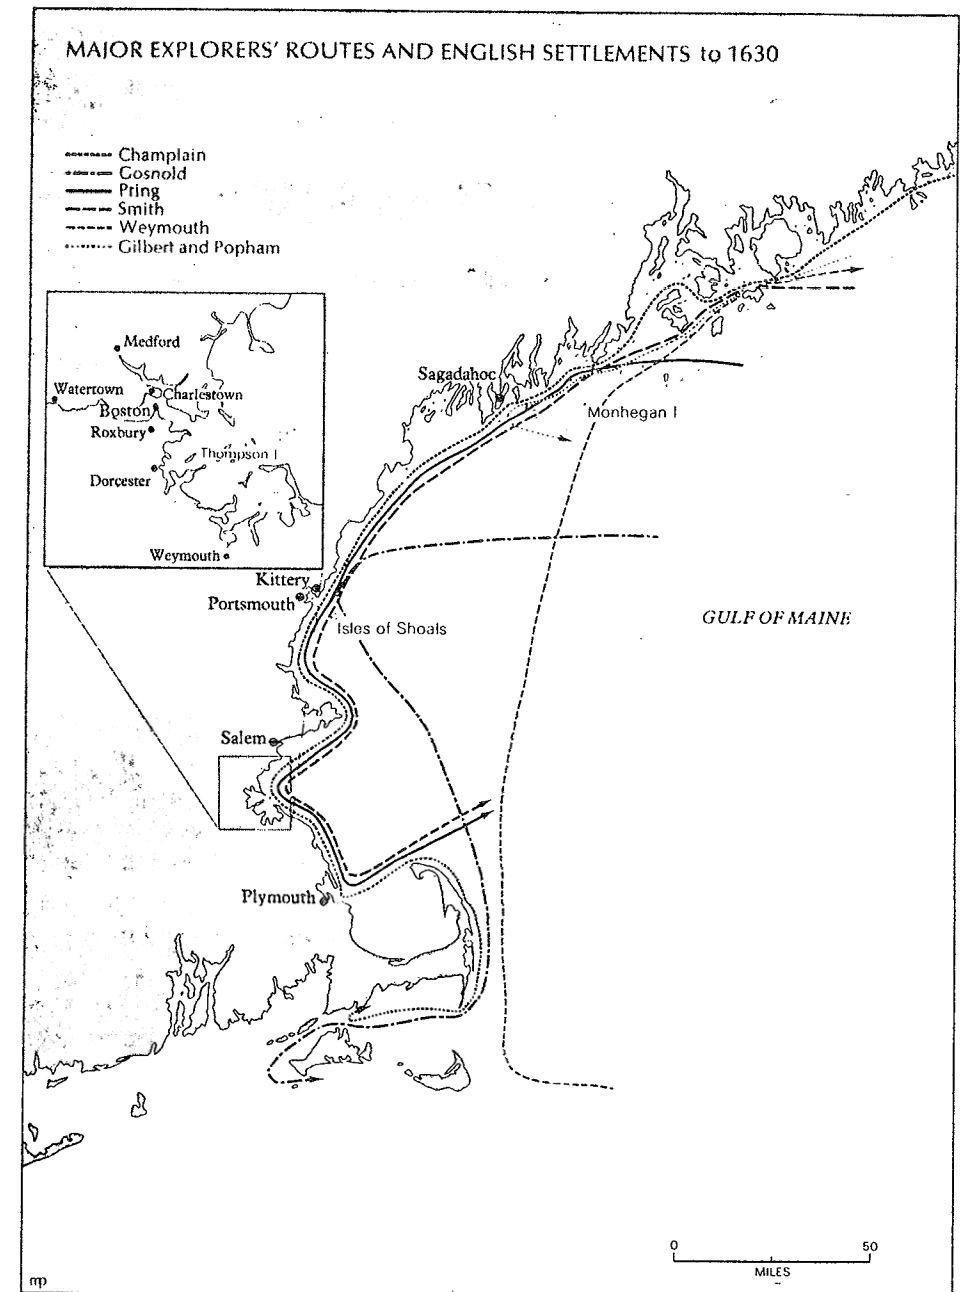 MAJOR EXPLORERS' ROUTES AND ENGLISH SETTLEMENTS to 1630
Champlain
Gosnold
Pring
Smith
Weymouth
Gilbert and Popham
Medford
Watertown
Charlestown
Boston
Roxbury
Thompson I
Dorcester
Weymouth
Sagadahoc
Monhegan I
Kittery
Portsmouth
Isles of Shoals
GULF OF MAINE
Salem
Plymouth
0 50
MILES
mp